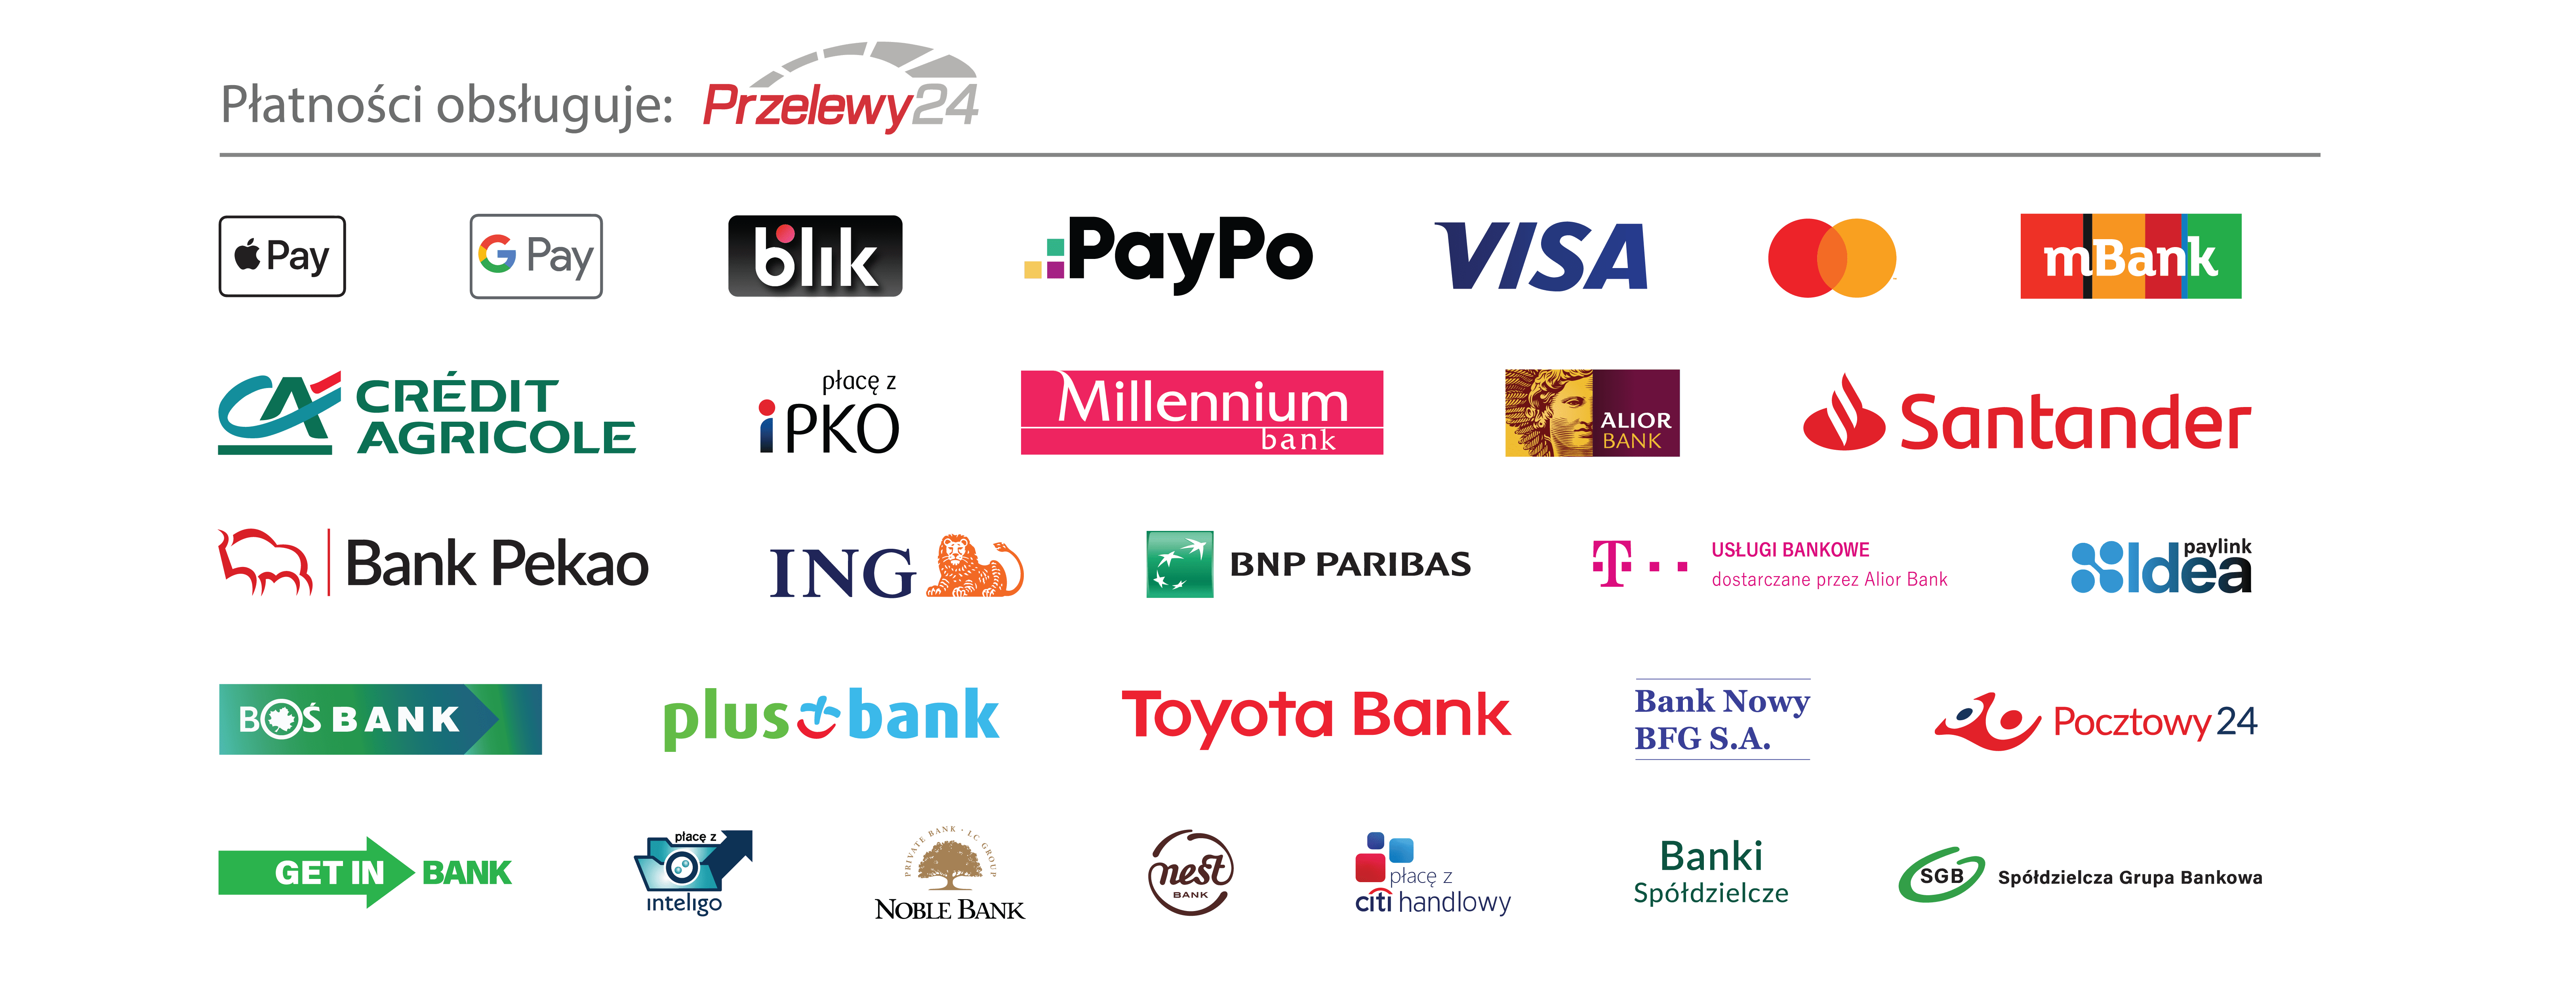 Płatności obsługuje: Przelewy24
Pay
G Pay
blik
PayPo
VISA
mBank
CRÉDIT
AGRICOLE
płacę z
iPKO
Millennium
bank
ALIOR
BANK
Santander
Bank Pekao
ING
BNP PARIBAS
T
USŁUGI BANKOWE
dostarczane przez Alior Bank
paylink
Idea
BOŚ BANK
plus bank
Toyota Bank
Bank Nowy
BFG S.A.
Pocztowy24
GET IN BANK
płacę z
inteligo
PRIVATE BANK - LC GROUP
NOBLE BANK
nest
BANK
płacę z
citi handlowy
Banki
Spółdzielcze
SGB
Spółdzielcza Grupa Bankowa